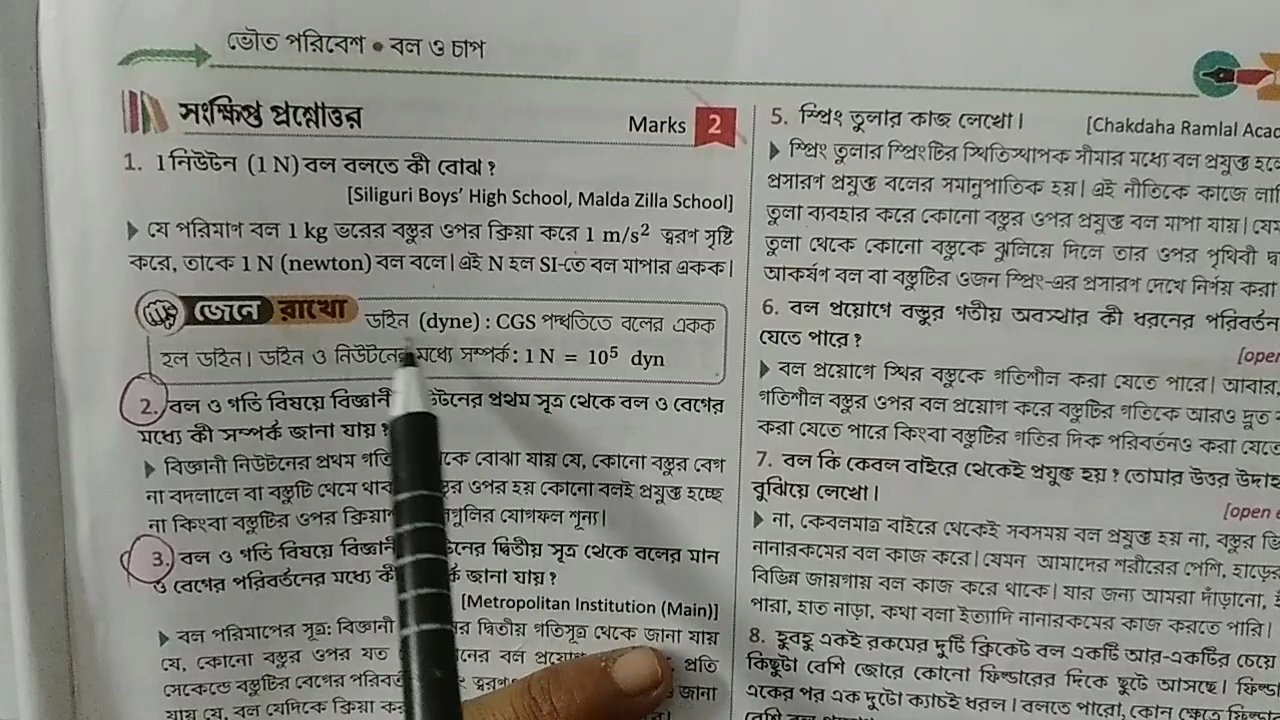 ভৌত পরিবেশ • বল ও চাপ
সংক্ষিপ্ত প্রশ্নোত্তর Marks 2
1. 1 নিউটন (1 N) বল বলতে কী বোঝ?
[Siliguri Boys' High School, Malda Zilla School]
▶ যে পরিমাণ বল 1 kg ভরের বস্তুর ওপর ক্রিয়া করে 1 m/s² ত্বরণ সৃষ্টি
করে, তাকে 1 N (newton) বল বলে। এই N হল SI-তে বল মাপার একক।
জেনে রাখো
ডাইন (dyne) : CGS পদ্ধতিতে বলের একক
হল ডাইন। ডাইন ও নিউটনের মধ্যে সম্পর্ক: 1 N = 10⁵ dyn
2. বল ও গতি বিষয়ে বিজ্ঞানী টনের প্রথম সূত্র থেকে বল ও বেগের
মধ্যে কী সম্পর্ক জানা যায়?
▶ বিজ্ঞানী নিউটনের প্রথম গতি কে বোঝা যায় যে, কোনো বস্তুর বেগ
না বদলালে বা বস্তুটি থেমে থাক ওপর হয় কোনো বলই প্রযুক্ত হচ্ছে
না কিংবা বস্তুটির ওপর ক্রিয়া গুলির যোগফল শূন্য।
3. বল ও গতি বিষয়ে বিজ্ঞানী টনের দ্বিতীয় সূত্র থেকে বলের মান
ও বেগের পরিবর্তনের মধ্যে কী জানা যায়?
[Metropolitan Institution (Main)]
▶ বল পরিমাপের সূত্র: বিজ্ঞানী র দ্বিতীয় গতিসূত্র থেকে জানা যায়
যে, কোনো বস্তুর ওপর যত নের বল প্রয়োগ প্রতি
সেকেন্ডে বস্তুটির বেগের পরিবর্ত ত্বরণ জানা
যায় যে, বল যেদিকে ক্রিয়া কর
5. স্প্রিং তুলার কাজ লেখো। [Chakdaha Ramlal Acad
▶ স্প্রিং তুলার স্প্রিংটির স্থিতিস্থাপক সীমার মধ্যে বল প্রযুক্ত হলে
প্রসারণ প্রযুক্ত বলের সমানুপাতিক হয়। এই নীতিকে কাজে লা
তুলা ব্যবহার করে কোনো বস্তুর ওপর প্রযুক্ত বল মাপা যায়। যেম
তুলা থেকে কোনো বস্তুকে ঝুলিয়ে দিলে তার ওপর পৃথিবী দ্ব
আকর্ষণ বল বা বস্তুটির ওজন স্প্রিং-এর প্রসারণ দেখে নির্ণয় করা
6. বল প্রয়োগে বস্তুর গতীয় অবস্থার কী ধরনের পরিবর্তন
যেতে পারে?
[open
▶ বল প্রয়োগে স্থির বস্তুকে গতিশীল করা যেতে পারে। আবার,
গতিশীল বস্তুর ওপর বল প্রয়োগ করে বস্তুটির গতিকে আরও দ্রুত
করা যেতে পারে কিংবা বস্তুটির গতির দিক পরিবর্তনও করা যেতে
7. বল কি কেবল বাইরে থেকেই প্রযুক্ত হয়? তোমার উত্তর উদাহ
বুঝিয়ে লেখো।
[open e
▶ না, কেবলমাত্র বাইরে থেকেই সবসময় বল প্রযুক্ত হয় না, বস্তুর ভি
নানারকমের বল কাজ করে। যেমন আমাদের শরীরের পেশি, হাড়ের
বিভিন্ন জায়গায় বল কাজ করে থাকে। যার জন্য আমরা দাঁড়ানো,
পারা, হাত নাড়া, কথা বলা ইত্যাদি নানারকমের কাজ করতে পারি।
8. হুবহু একই রকমের দুটি ক্রিকেট বল একটি আর-একটির চেয়ে
কিছুটা বেশি জোরে কোনো ফিল্ডারের দিকে ছুটে আসছে। ফিল্ডা
একের পর এক দুটো ক্যাচই ধরল। বলতে পারো, কোন ক্ষেত্রে